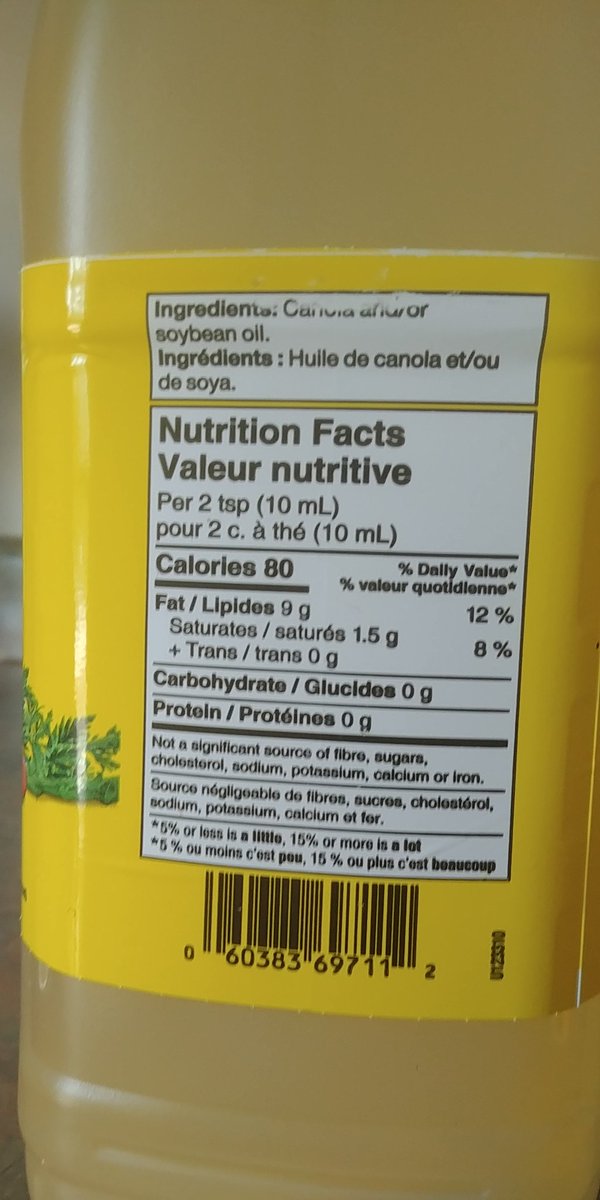 Ingredients: Canola and/or
soybean oil.
Ingrédients : Huile de canola et/ou
de soya.
Nutrition Facts
Valeur nutritive
Per 2 tsp (10 mL)
pour 2 c. à thé (10 mL)
Calories 80
% Daily Value*
% valeur quotidienne*
Fat / Lipides 9 g 12 %
Saturates / saturés 1.5 g
+ Trans / trans 0 g 8 %
Carbohydrate / Glucides 0 g
Protein / Protéines 0 g
Not a significant source of fibre, sugars,
cholesterol, sodium, potassium, calcium or iron.
Source négligeable de fibres, sucres, cholestérol,
sodium, potassium, calcium et fer.
*5% or less is a little, 15% or more is a lot
*5 % ou moins c'est peu, 15 % ou plus c'est beaucoup
0 60383 69711 2